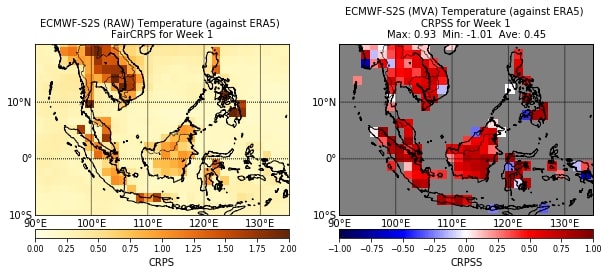 ECMWF-S2S (RAW) Temperature (against ERA5)
FairCRPS for Week 1
10°N
0°
10°S
90°E 100°E 110°E 120°E 130°E
0.00 0.25 0.50 0.75 1.00 1.25 1.50 1.75 2.00
CRPS
ECMWF-S2S (MVA) Temperature (against ERA5)
CRPSS for Week 1
Max: 0.93 Min: -1.01 Ave: 0.45
10°N
0°
10°S
90°E 100°E 110°E 120°E 130°E
−1.00 −0.75 −0.50 −0.25 0.00 0.25 0.50 0.75 1.00
CRPSS